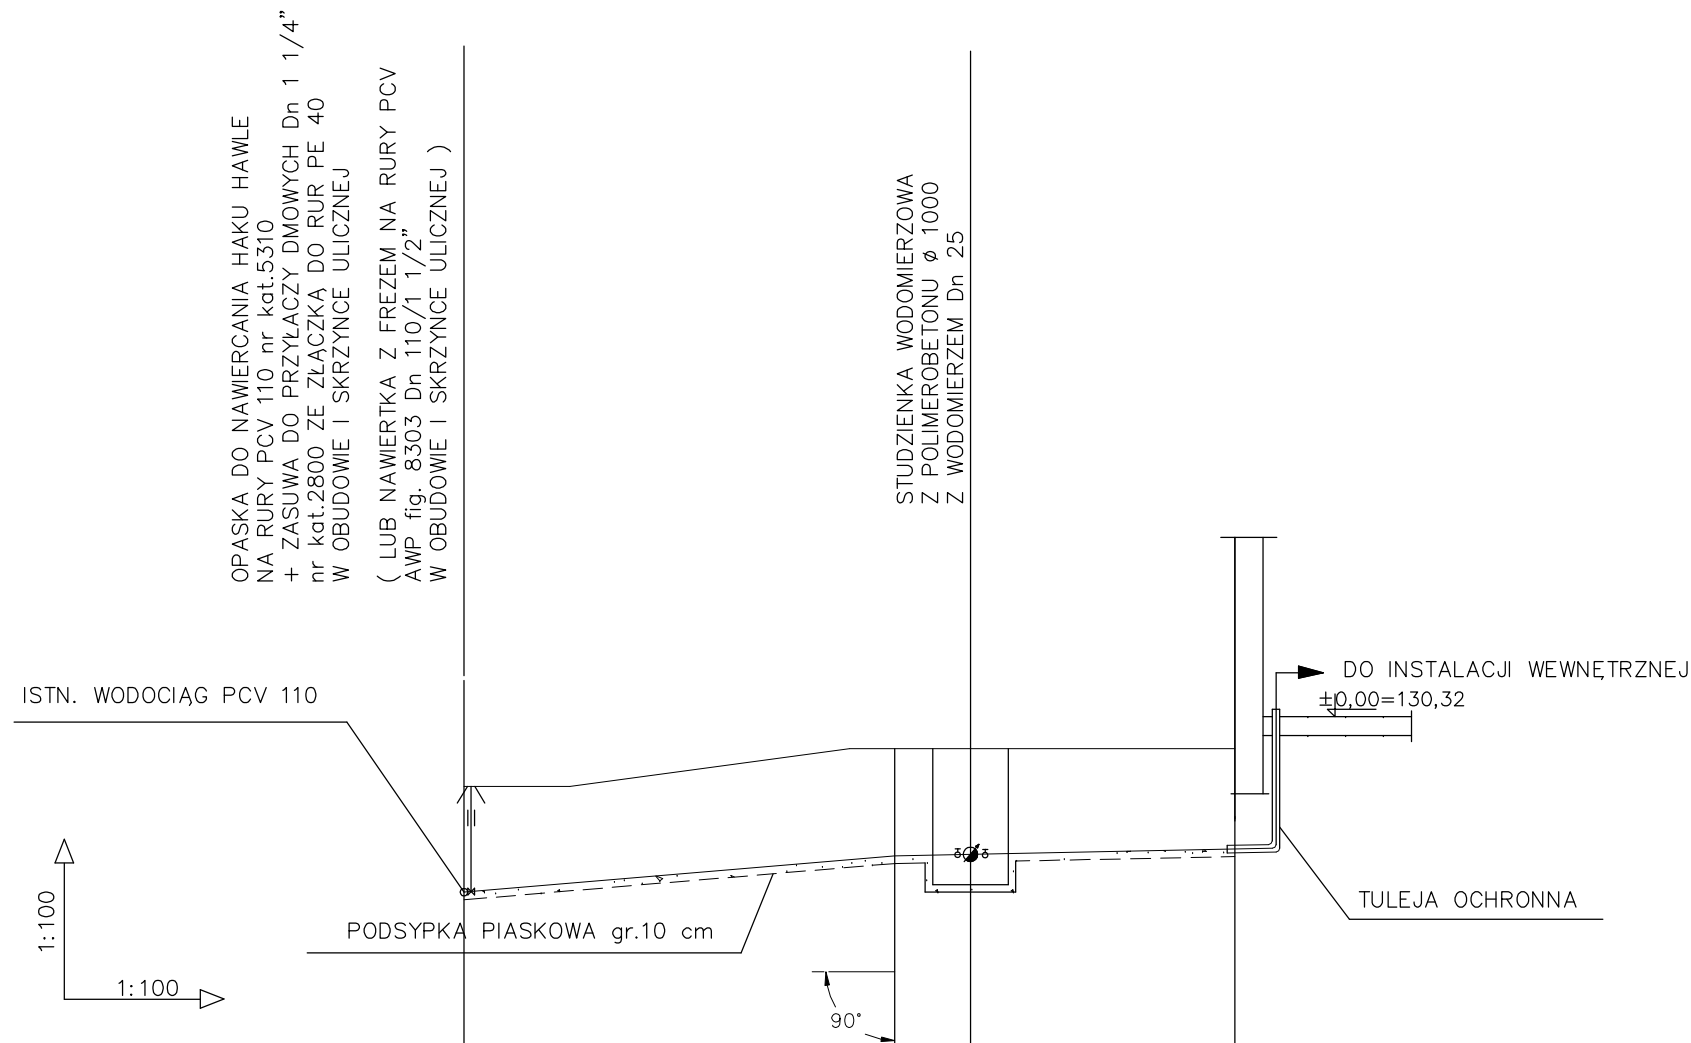 OPASKA DO NAWIERCANIA HAKU HAWLE
NA RURY PCV 110 nr kat.5310
+ ZASUWA DO PRZYŁACZY DMOWYCH Dn 1 1/4"
nr kat.2800 ZE ZŁĄCZKĄ DO RUR PE 40
W OBUDOWIE I SKRZYNCE ULICZNEJ
( LUB NAWIERTKA Z FREZEM NA RURY PCV
AWP fig. 8303 Dn 110/1 1/2"
W OBUDOWIE I SKRZYNCE ULICZNEJ )
STUDZIENKA WODOMIERZOWA
Z POLIMEROBETONU ø 1000
Z WODOMIERZEM Dn 25
DO INSTALACJI WEWNĘTRZNEJ
±0,00=130,32
ISTN. WODOCIĄG PCV 110
TULEJA OCHRONNA
PODSYPKA PIASKOWA gr.10 cm
1:100
1:100
90°